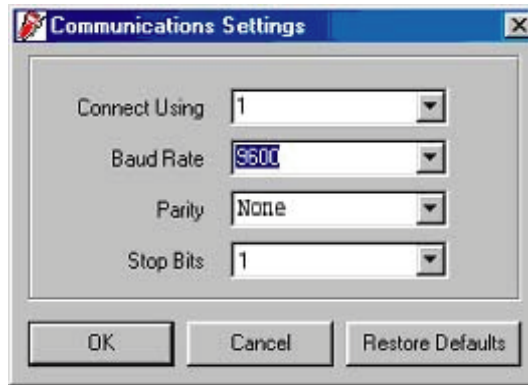 Communications Settings
Connect Using 1
Baud Rate 9600
Parity None
Stop Bits 1
OK Cancel Restore Defaults